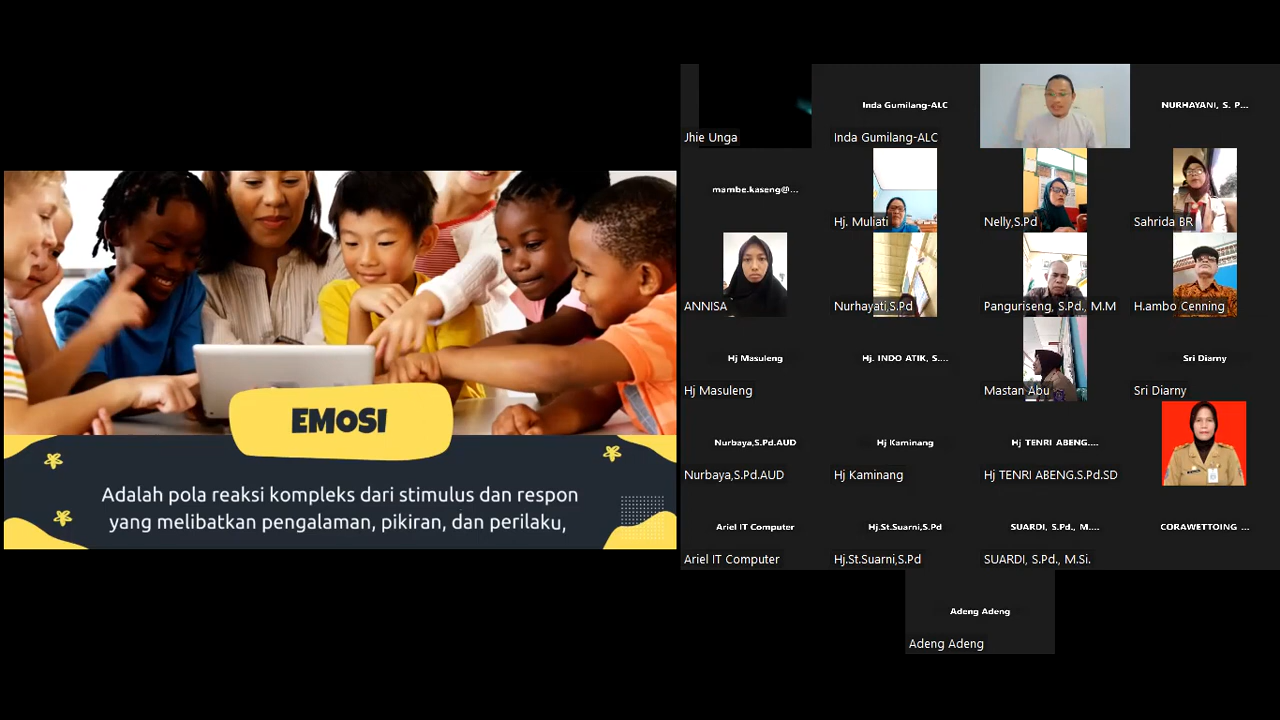 EMOSI
Adalah pola reaksi kompleks dari stimulus dan respon
yang melibatkan pengalaman, pikiran, dan perilaku,
Jhie Unga
Inda Gumilang-ALC
Inda Gumilang-ALC
NURHAYANI, S. P...
mambe.kaseng@...
Hj. Muliati
Nelly,S.Pd
Sahrida BR
ANNISA
Nurhayati,S.Pd
Panguriseng, S.Pd., M.M
H.ambo Cenning
Hj Masuleng
Hj Masuleng
Hj. INDO ATIK, S....
Mastan Abu
Sri Diarny
Sri Diarny
Nurbaya,S.Pd.AUD
Nurbaya,S.Pd.AUD
Hj Kaminang
Hj Kaminang
Hj TENRI ABENG....
Hj TENRI ABENG.S.Pd.SD
Ariel IT Computer
Ariel IT Computer
Hj.St.Suarni,S.Pd
Hj.St.Suarni,S.Pd
SUARDI, S.Pd., M....
SUARDI, S.Pd., M.Si.
CORAWETTOING ...
Adeng Adeng
Adeng Adeng